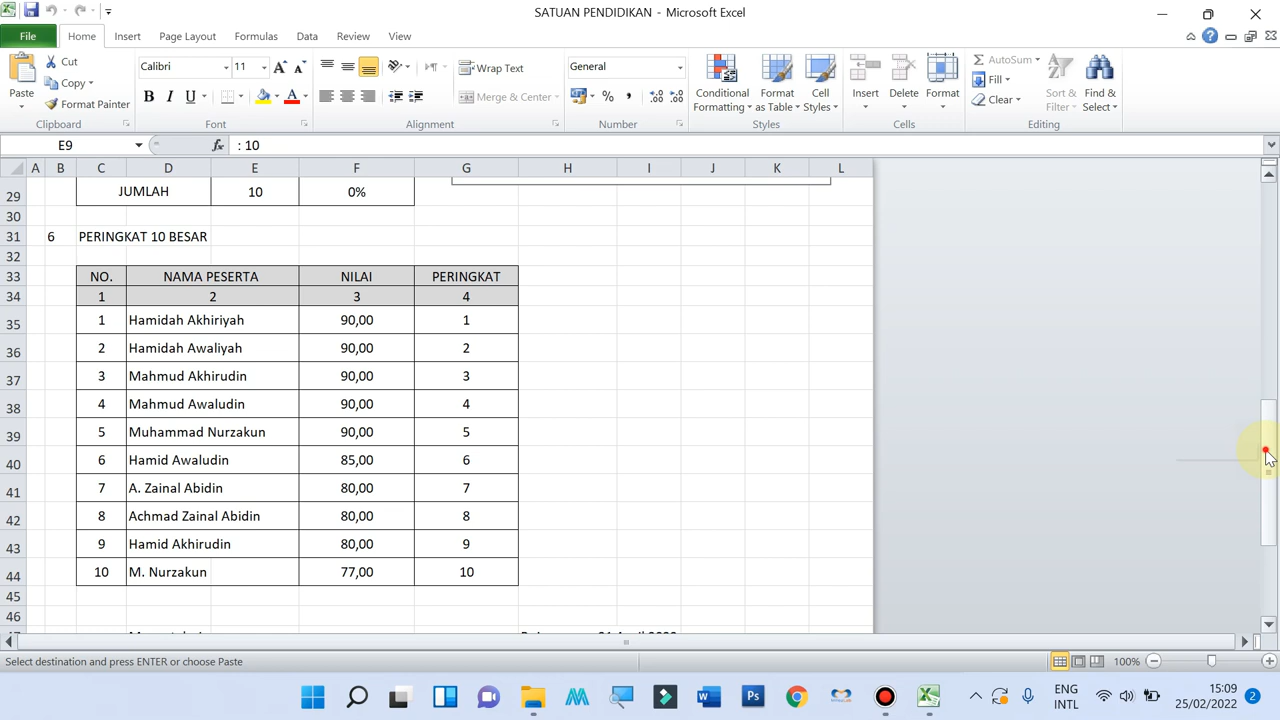 SATUAN PENDIDIKAN - Microsoft Excel
File Home Insert Page Layout Formulas Data Review View
Paste Cut Copy Format Painter
Calibri 11
Wrap Text
Merge & Center
General
Conditional Formatting Format as Table Cell Styles
Insert Delete Format
AutoSum Fill Clear
Sort & Filter Find & Select
Clipboard Font Alignment Number Styles Cells Editing
E9 fx : 10
A B C D E F G H I J K L
29 JUMLAH 10 0%
30
31 6 PERINGKAT 10 BESAR
32
33 NO. NAMA PESERTA NILAI PERINGKAT
34 1 2 3 4
35 1 Hamidah Akhiriyah 90,00 1
36 2 Hamidah Awaliyah 90,00 2
37 3 Mahmud Akhirudin 90,00 3
38 4 Mahmud Awaludin 90,00 4
39 5 Muhammad Nurzakun 90,00 5
40 6 Hamid Awaludin 85,00 6
41 7 A. Zainal Abidin 80,00 7
42 8 Achmad Zainal Abidin 80,00 8
43 9 Hamid Akhirudin 80,00 9
44 10 M. Nurzakun 77,00 10
45
46
Select destination and press ENTER or choose Paste 100%
ENG INTL 15:09 25/02/2022 2